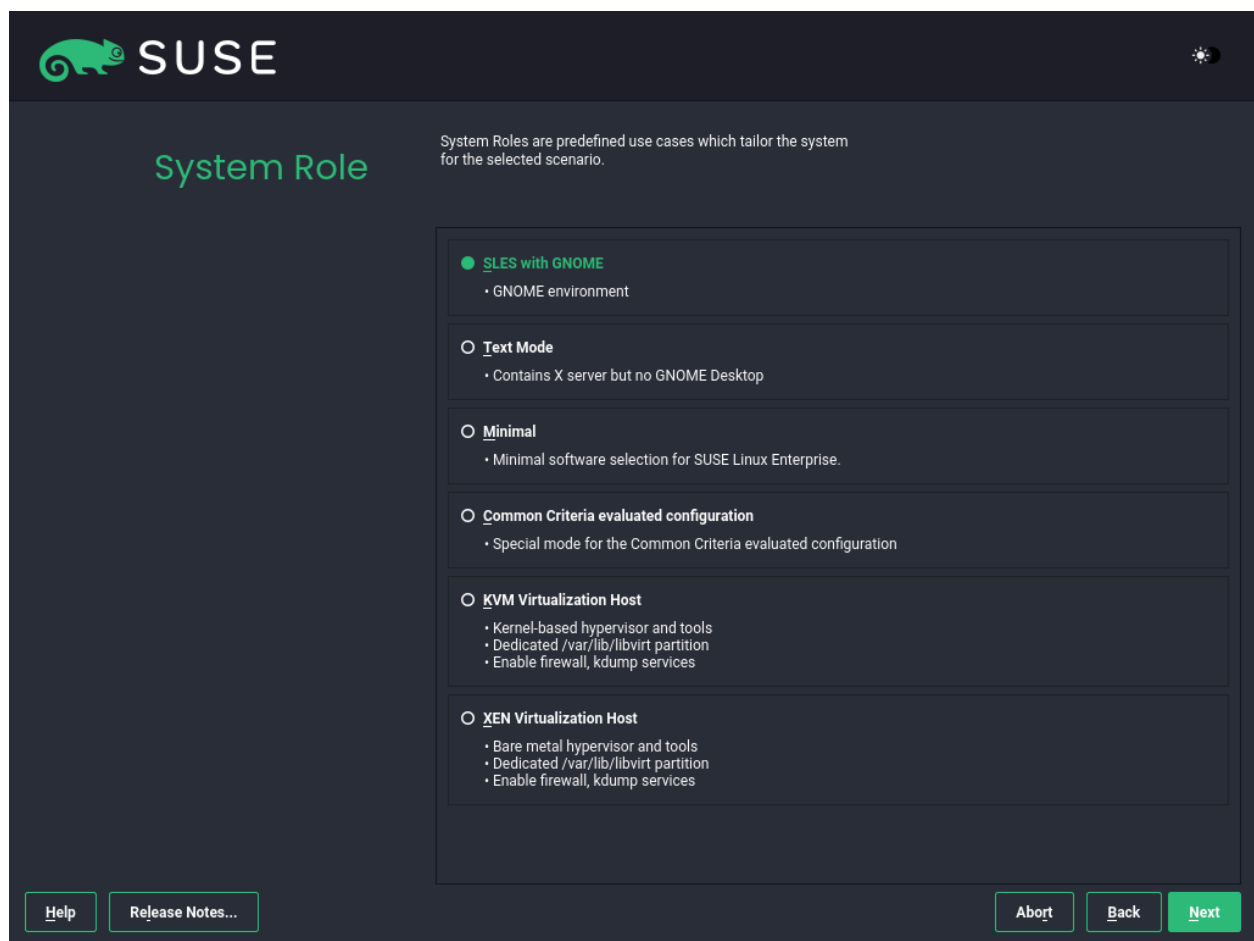 SUSE
System Role
System Roles are predefined use cases which tailor the system
for the selected scenario.
SLES with GNOME
• GNOME environment
Text Mode
• Contains X server but no GNOME Desktop
Minimal
• Minimal software selection for SUSE Linux Enterprise.
Common Criteria evaluated configuration
• Special mode for the Common Criteria evaluated configuration
KVM Virtualization Host
• Kernel-based hypervisor and tools
• Dedicated /var/lib/libvirt partition
• Enable firewall, kdump services
XEN Virtualization Host
• Bare metal hypervisor and tools
• Dedicated /var/lib/libvirt partition
• Enable firewall, kdump services
Help Release Notes... Abort Back Next